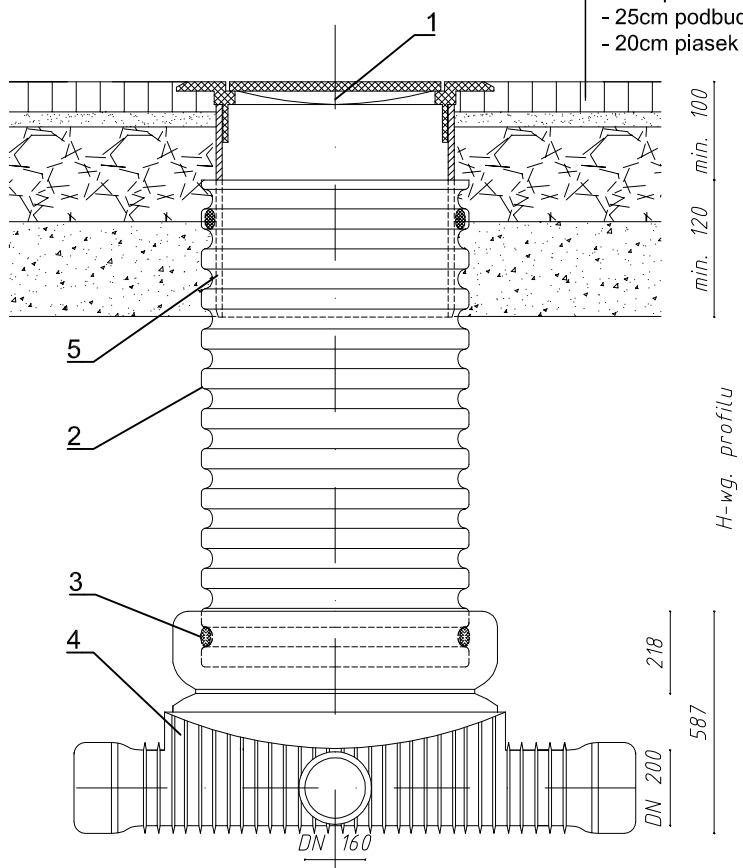 1
- 25cm
- 20cm piasek
min. 100
min. 120
5
2
H-wg. profilu
3
4
218
587
DN 200
DN 160